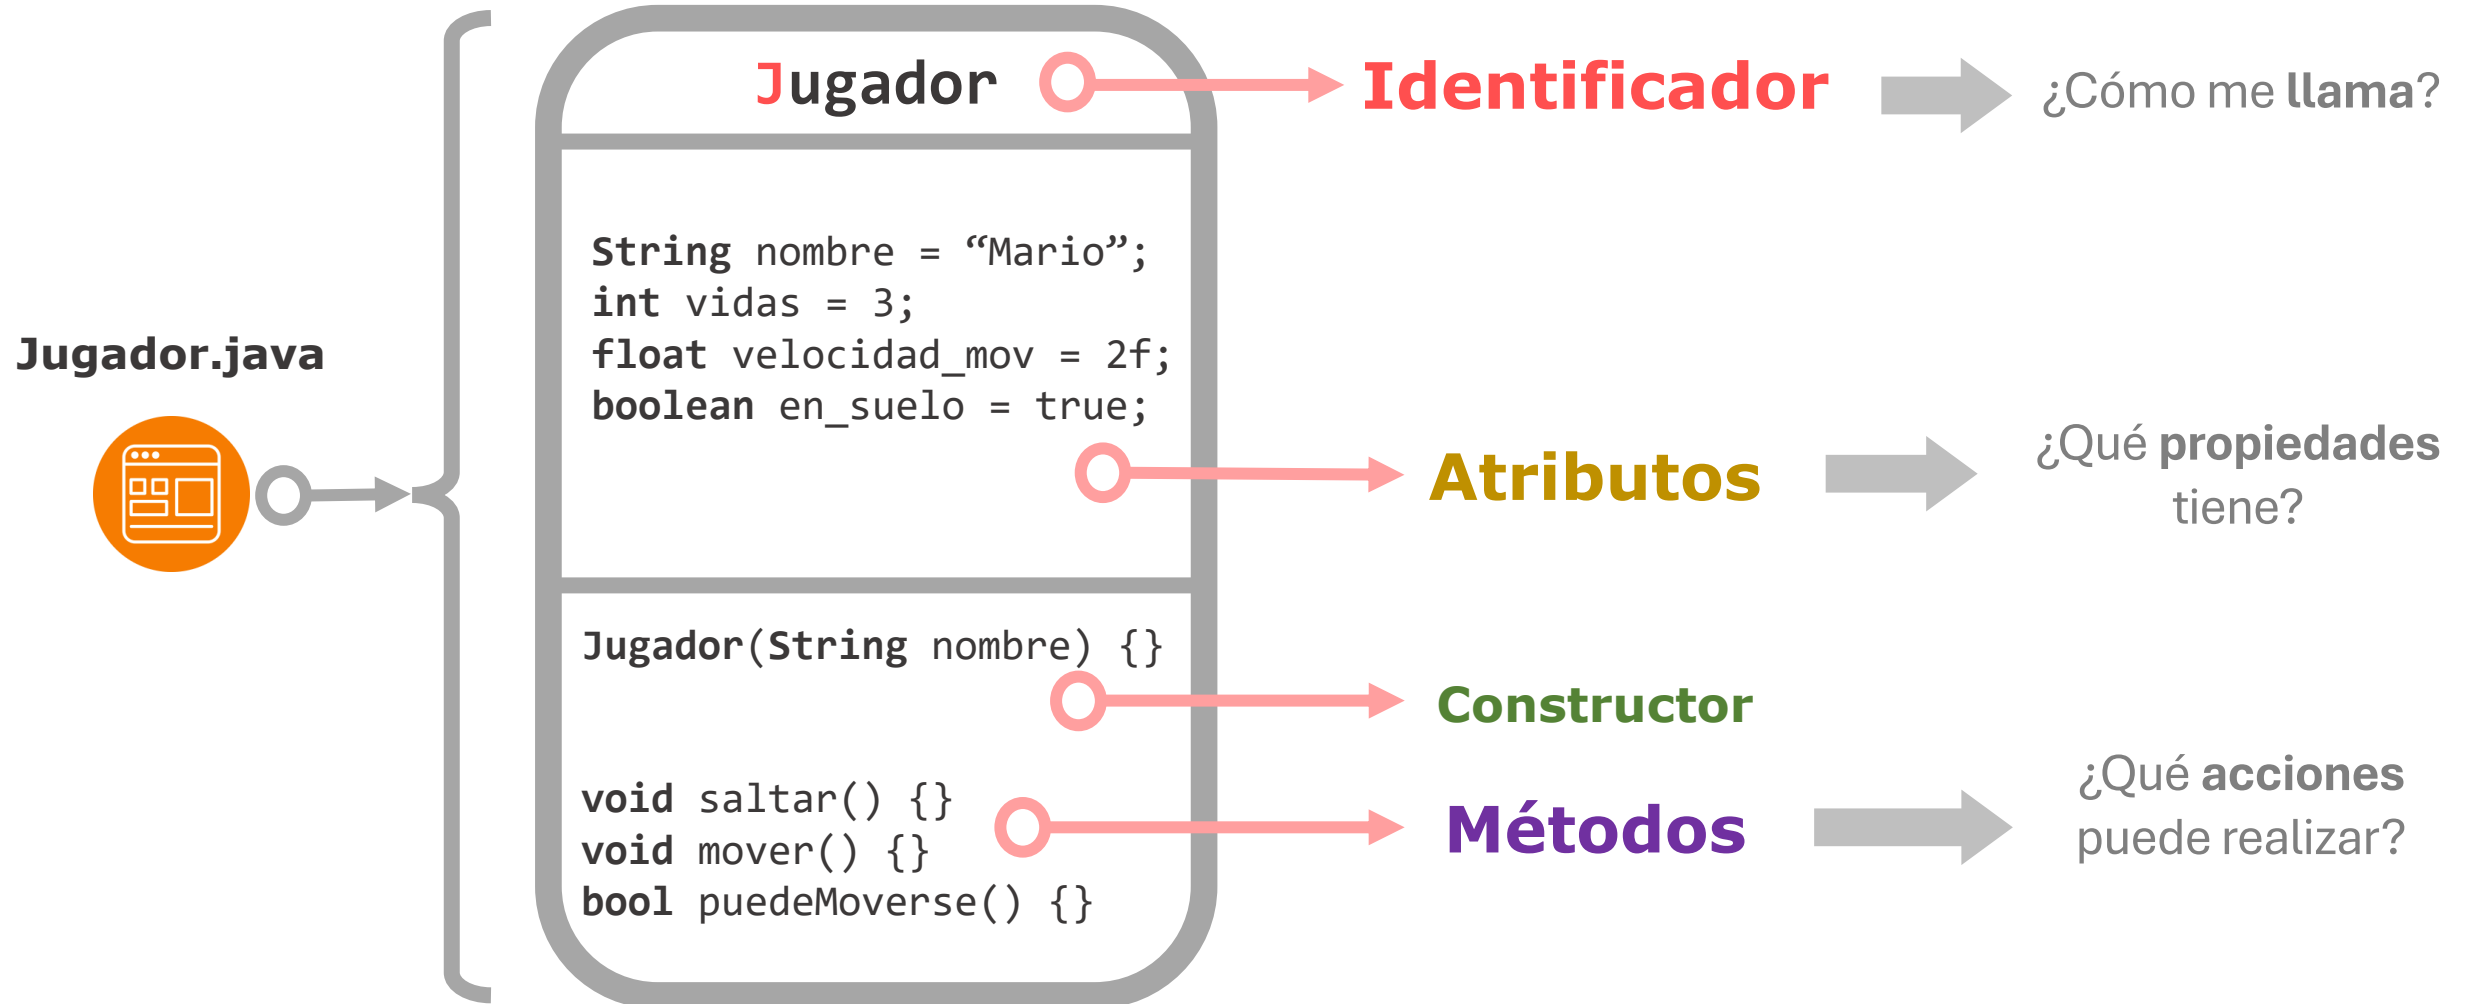 Jugador.java
Jugador
String nombre = “Mario”;
int vidas = 3;
float velocidad_mov = 2f;
boolean en_suelo = true;
Jugador(String nombre) {}
void saltar() {}
void mover() {}
bool puedeMoverse() {}
Identificador
¿Cómo me llama?
Atributos
¿Qué propiedades
tiene?
Constructor
Métodos
¿Qué acciones
puede realizar?